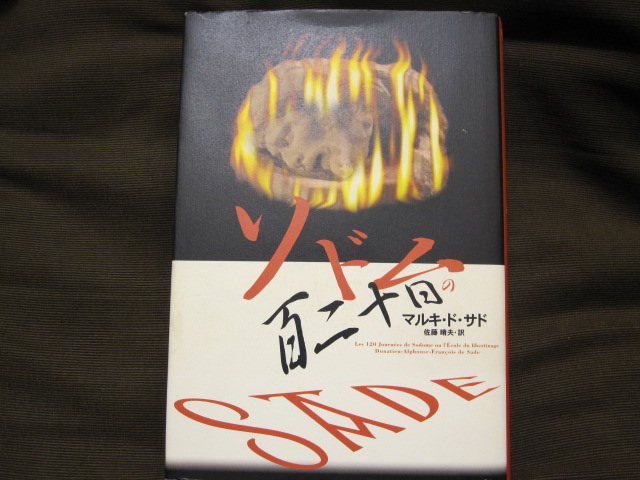 ソドムの
百二十日
マルキ・ド・サド
佐藤 晴夫・訳
Les 120 Journées de Sodome ou l'École du libertinage
Donatien-Alphonse-François de Sade
SADE